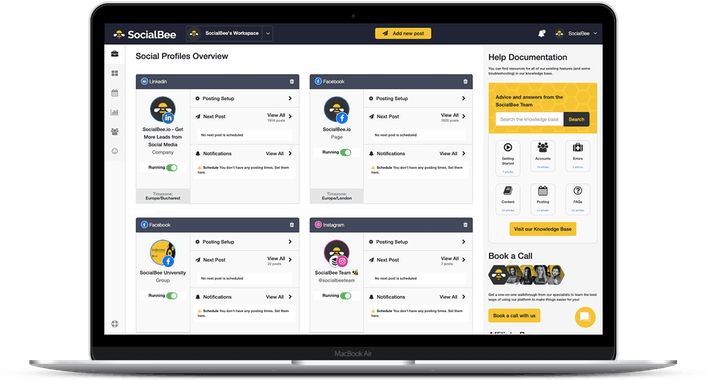 SocialBee
SocialBee's Workspace
Add new post
SocialBee
Social Profiles Overview
LinkedIn
SocialBee.io - Get
More Leads from
Social Media
Company
Running
Timezone:
Europe/Bucharest
Posting Setup
Next Post
View All
No next post is scheduled
Notifications
View All
Schedule You don't have any posting times. Set them
here.
Facebook
SocialBee.io
Page
Running
Timezone:
Europe/London
Posting Setup
Next Post
View All
No next post is scheduled
Notifications
View All
Schedule You don't have any posting times. Set them
here.
Facebook
SocialBee University
Group
Running
Posting Setup
Next Post
View All
22 posts
No next post is scheduled
Notifications
View All
Schedule You don't have any posting times. Set them
here.
Instagram
SocialBee Team
@socialbeeteam
Running
Posting Setup
Next Post
View All
7 posts
No next post is scheduled
Notifications
View All
Schedule You don't have any posting times. Set them
here.
Help Documentation
You can find resources for all of our existing features (and some
troubleshooting) in our knowledge base.
Advice and answers from the
SocialBee Team
Search the knowledge base
Search
Getting
Started
Accounts
Errors
Content
Posting
FAQs
Visit our Knowledge Base
Book a Call
Get a one-on-one walkthrough from our specialists to learn the best
ways of using our platform to make things easier for you!
Book a call with us
MacBook Air